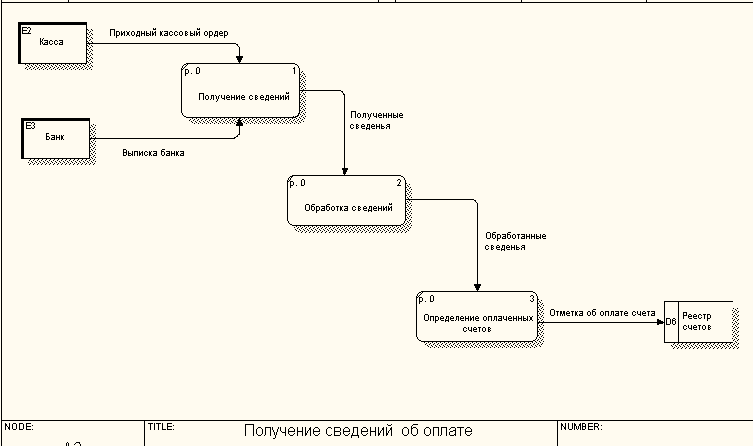 E2
Касса
Приходный кассовый ордер
p. 0
1
Получение сведений
E3
Банк
Выписка банка
Полученные
сведенья
p. 0
2
Обработка сведений
Обработанные
сведенья
p. 0
3
Определение оплаченных
счетов
Отметка об оплате счета
D6
Реестр
счетов
NODE:
TITLE:
Получение сведений об оплате
NUMBER: